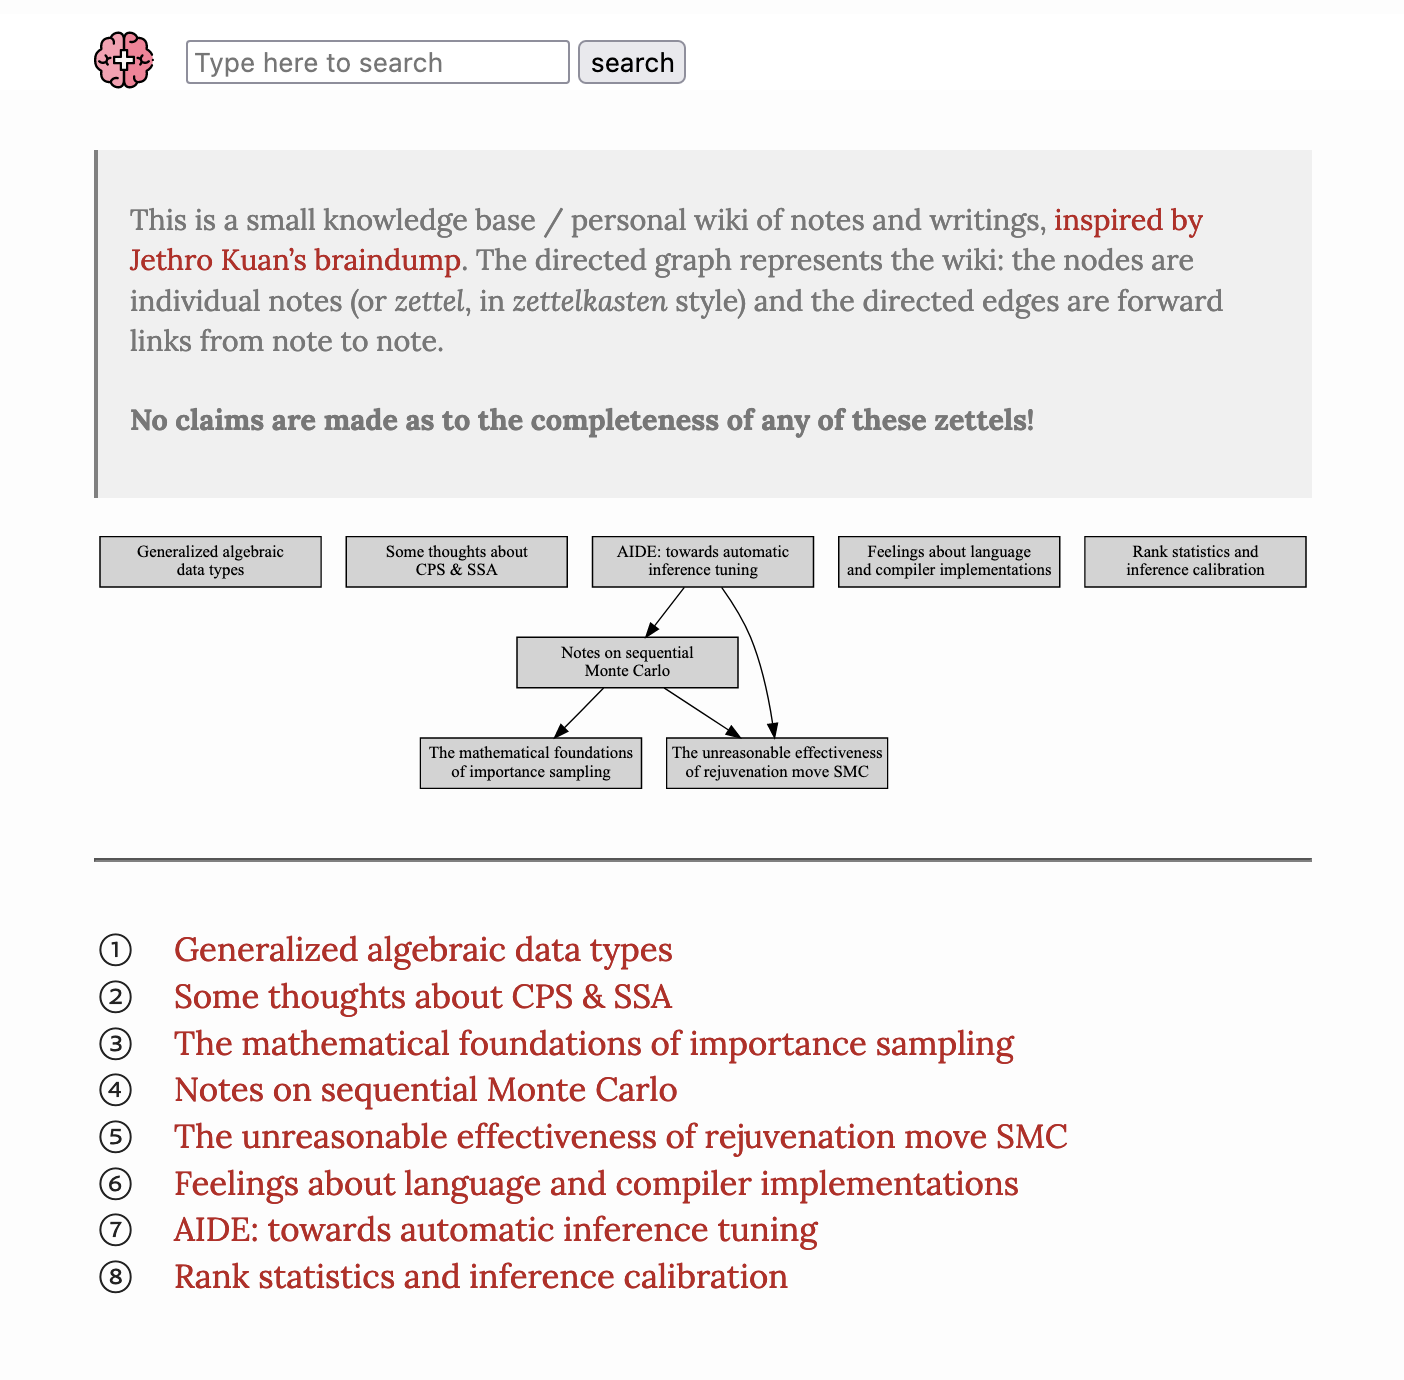 Type here to search
search
This is a small knowledge base / personal wiki of notes and writings, inspired by
Jethro Kuan’s braindump. The directed graph represents the wiki: the nodes are
individual notes (or zettel, in zettelkasten style) and the directed edges are forward
links from note to note.
No claims are made as to the completeness of any of these zettels!
Generalized algebraic
data types
Some thoughts about
CPS & SSA
AIDE: towards automatic
inference tuning
Feelings about language
and compiler implementations
Rank statistics and
inference calibration
Notes on sequential
Monte Carlo
The mathematical foundations
of importance sampling
The unreasonable effectiveness
of rejuvenation move SMC
① Generalized algebraic data types
② Some thoughts about CPS & SSA
③ The mathematical foundations of importance sampling
④ Notes on sequential Monte Carlo
⑤ The unreasonable effectiveness of rejuvenation move SMC
⑥ Feelings about language and compiler implementations
⑦ AIDE: towards automatic inference tuning
⑧ Rank statistics and inference calibration